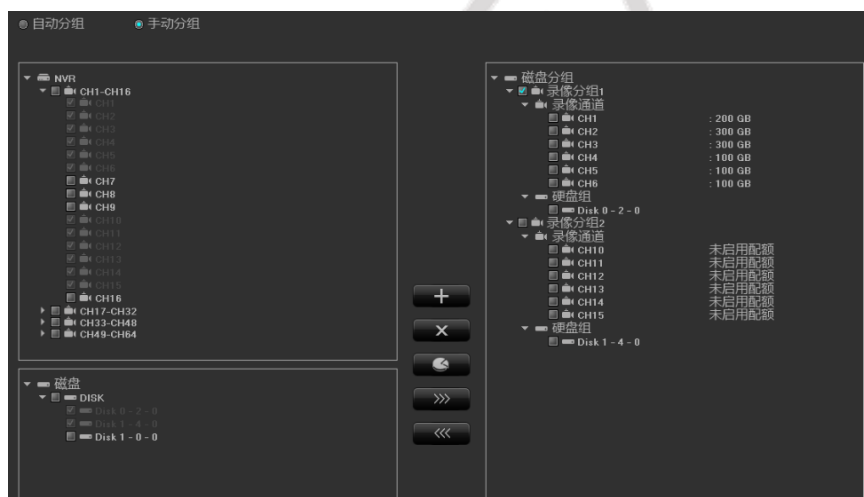 自动分组 手动分组
NVR
CH1-CH16
CH1
CH2
CH3
CH4
CH5
CH6
CH7
CH8
CH9
CH10
CH11
CH12
CH13
CH14
CH15
CH16
CH17-CH32
CH33-CH48
CH49-CH64
磁盘
DISK
Disk 0 - 2 - 0
Disk 1 - 4 - 0
Disk 1 - 0 - 0
磁盘分组
录像分组1
录像通道
CH1 : 200 GB
CH2 : 300 GB
CH3 : 300 GB
CH4 : 100 GB
CH5 : 100 GB
CH6 : 100 GB
硬盘组
Disk 0 - 2 - 0
录像分组2
录像通道
CH10 未启用配额
CH11 未启用配额
CH12 未启用配额
CH13 未启用配额
CH14 未启用配额
CH15 未启用配额
硬盘组
Disk 1 - 4 - 0